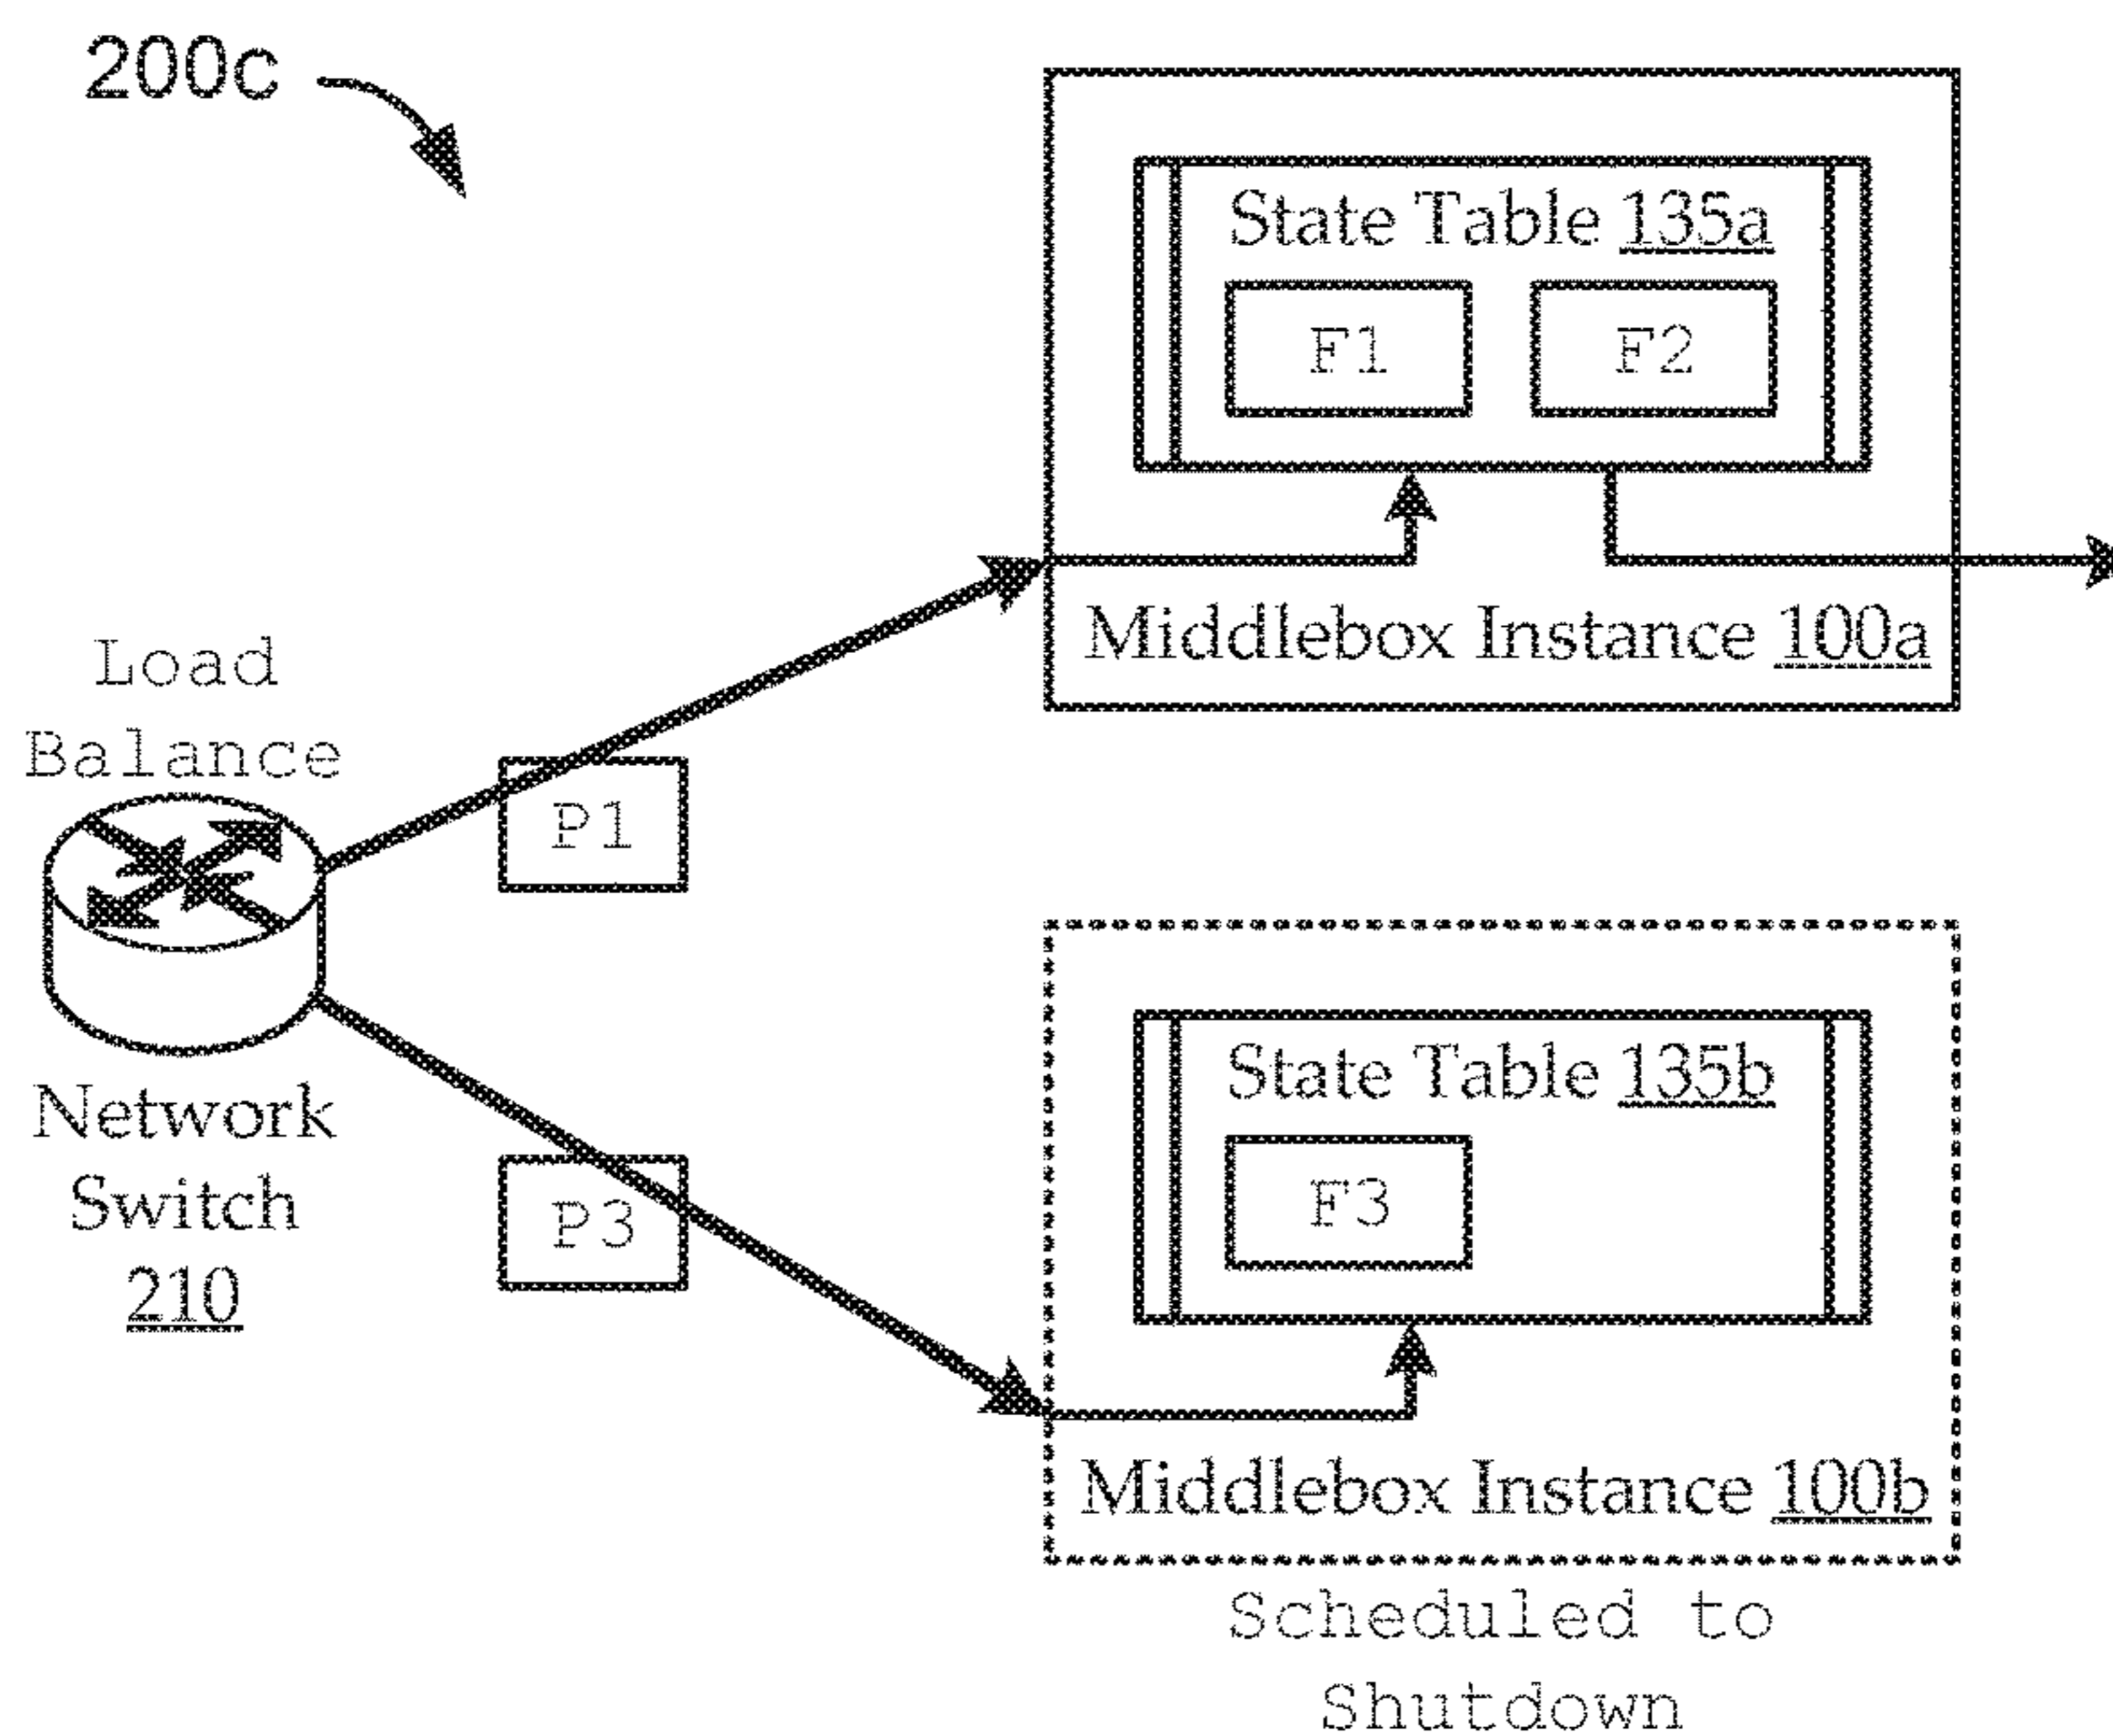 200c
State Table 135a
F1
F2
Middlebox Instance 100a
Load
Balance
P1
Network
Switch
210
P3
State Table 135b
F3
Middlebox Instance 100b
Scheduled to
Shutdown